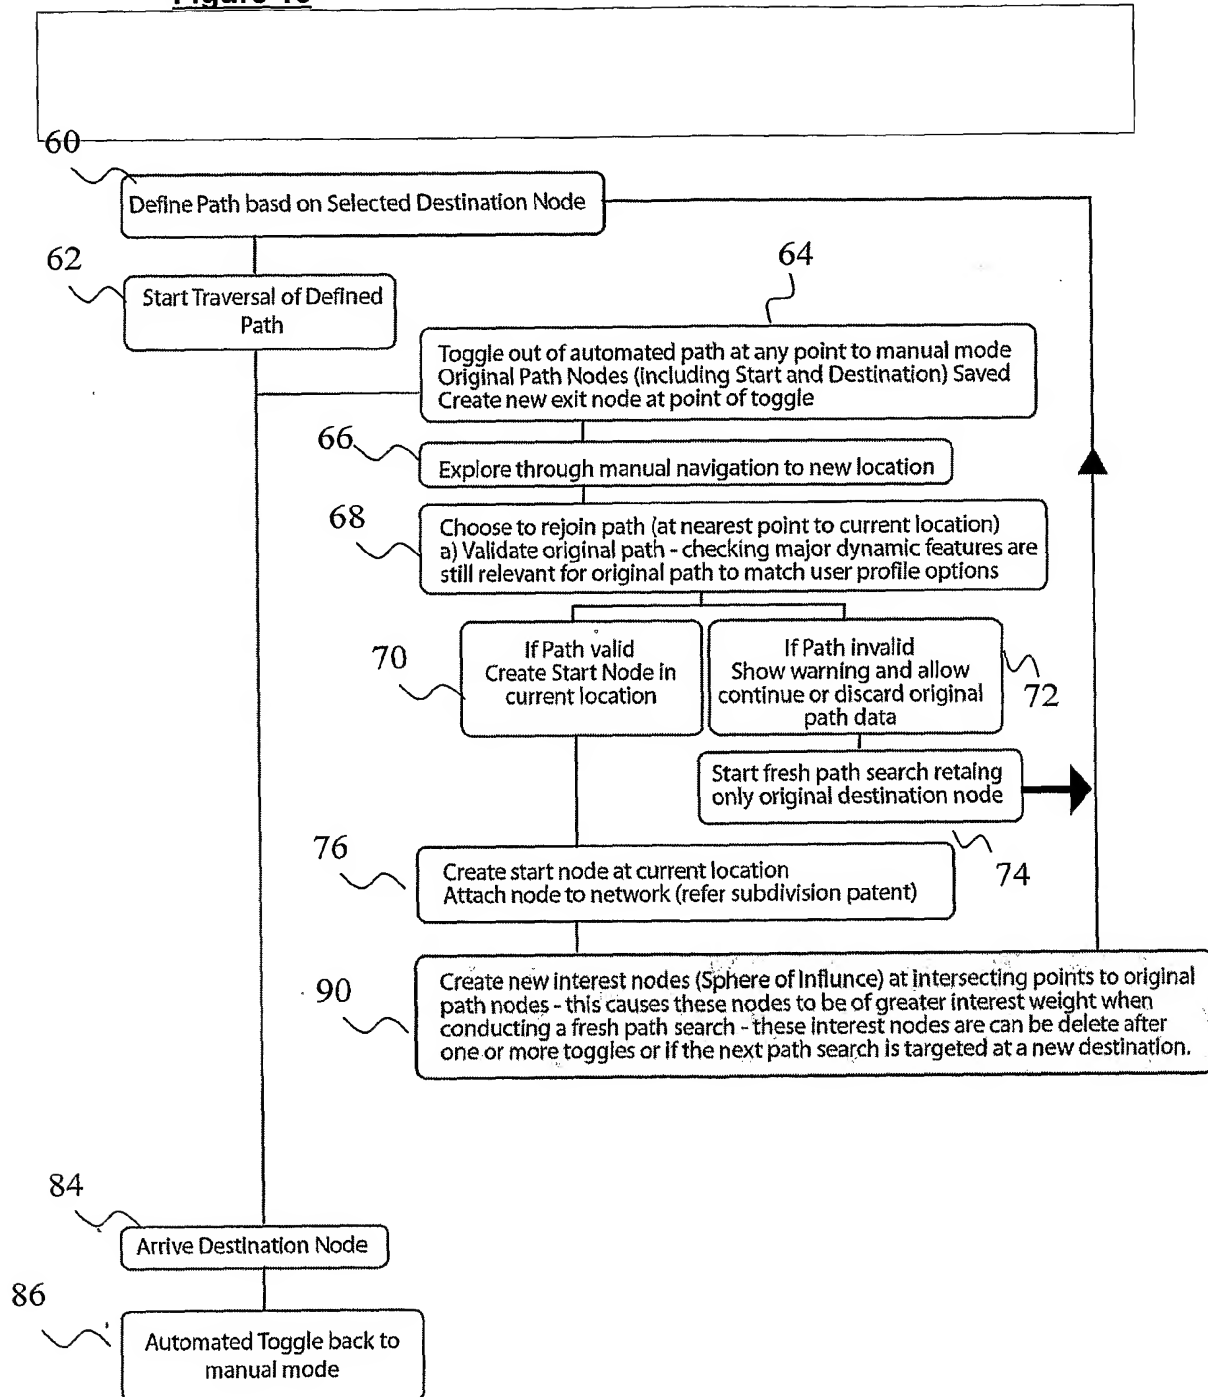 60
Define Path basd on Selected Destination Node
62
Start Traversal of Defined
Path
64
Toggle out of automated path at any point to manual mode
Original Path Nodes (including Start and Destination) Saved
Create new exit node at point of toggle
66
Explore through manual navigation to new location
68
Choose to rejoin path (at nearest point to current location)
a) Validate original path - checking major dynamic features are
still relevant for original path to match user profile options
70
If Path valid
Create Start Node in
current location
If Path invalid
Show warning and allow
continue or discard original
path data
72
Start fresh path search retaing
only original destination node
74
76
Create start node at current location
Attach node to network (refer subdivision patent)
90
Create new interest nodes (Sphere of Influnce) at intersecting points to original
path nodes - this causes these nodes to be of greater interest weight when
conducting a fresh path search - these interest nodes are can be delete after
one or more toggles or if the next path search is targeted at a new destination.
84
Arrive Destination Node
86
Automated Toggle back to
manual mode